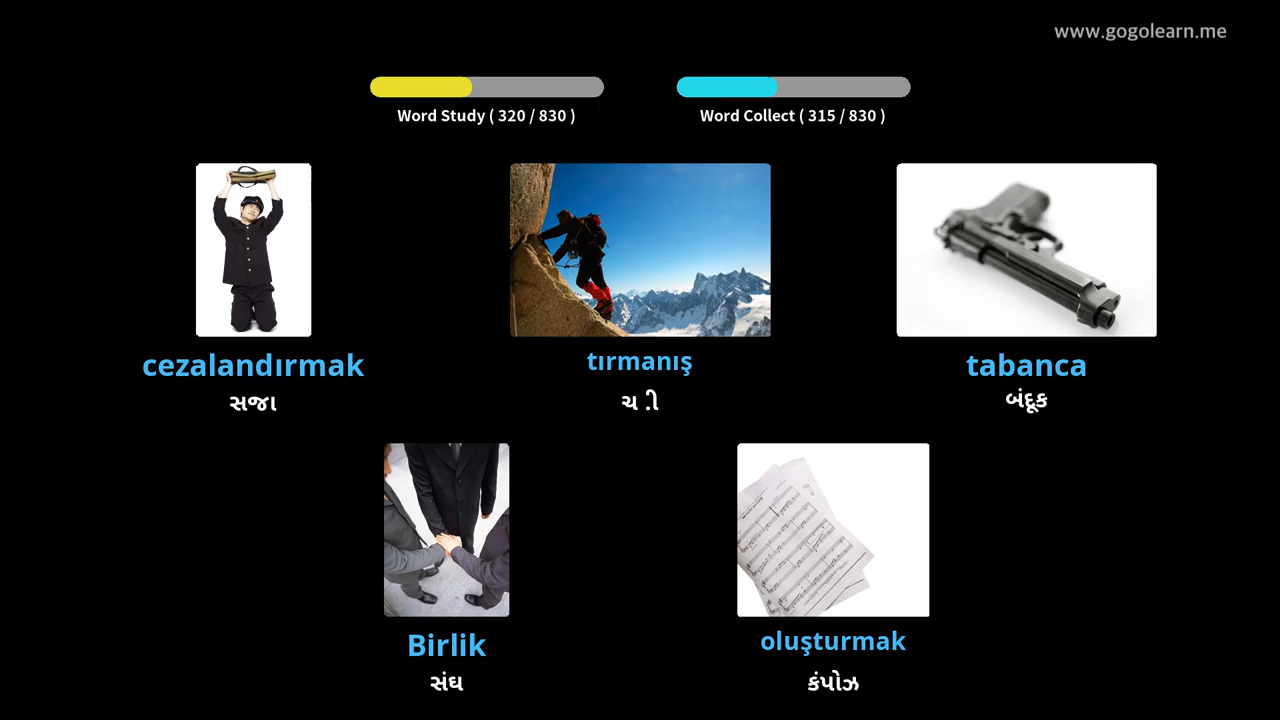 www.gogolearn.me
Word Study ( 320 / 830 )
Word Collect ( 315 / 830 )
cezalandırmak
સજા
tırmanış
ચ .ી
tabanca
બંદૂક
Birlik
સંઘ
oluşturmak
કંપોઝ